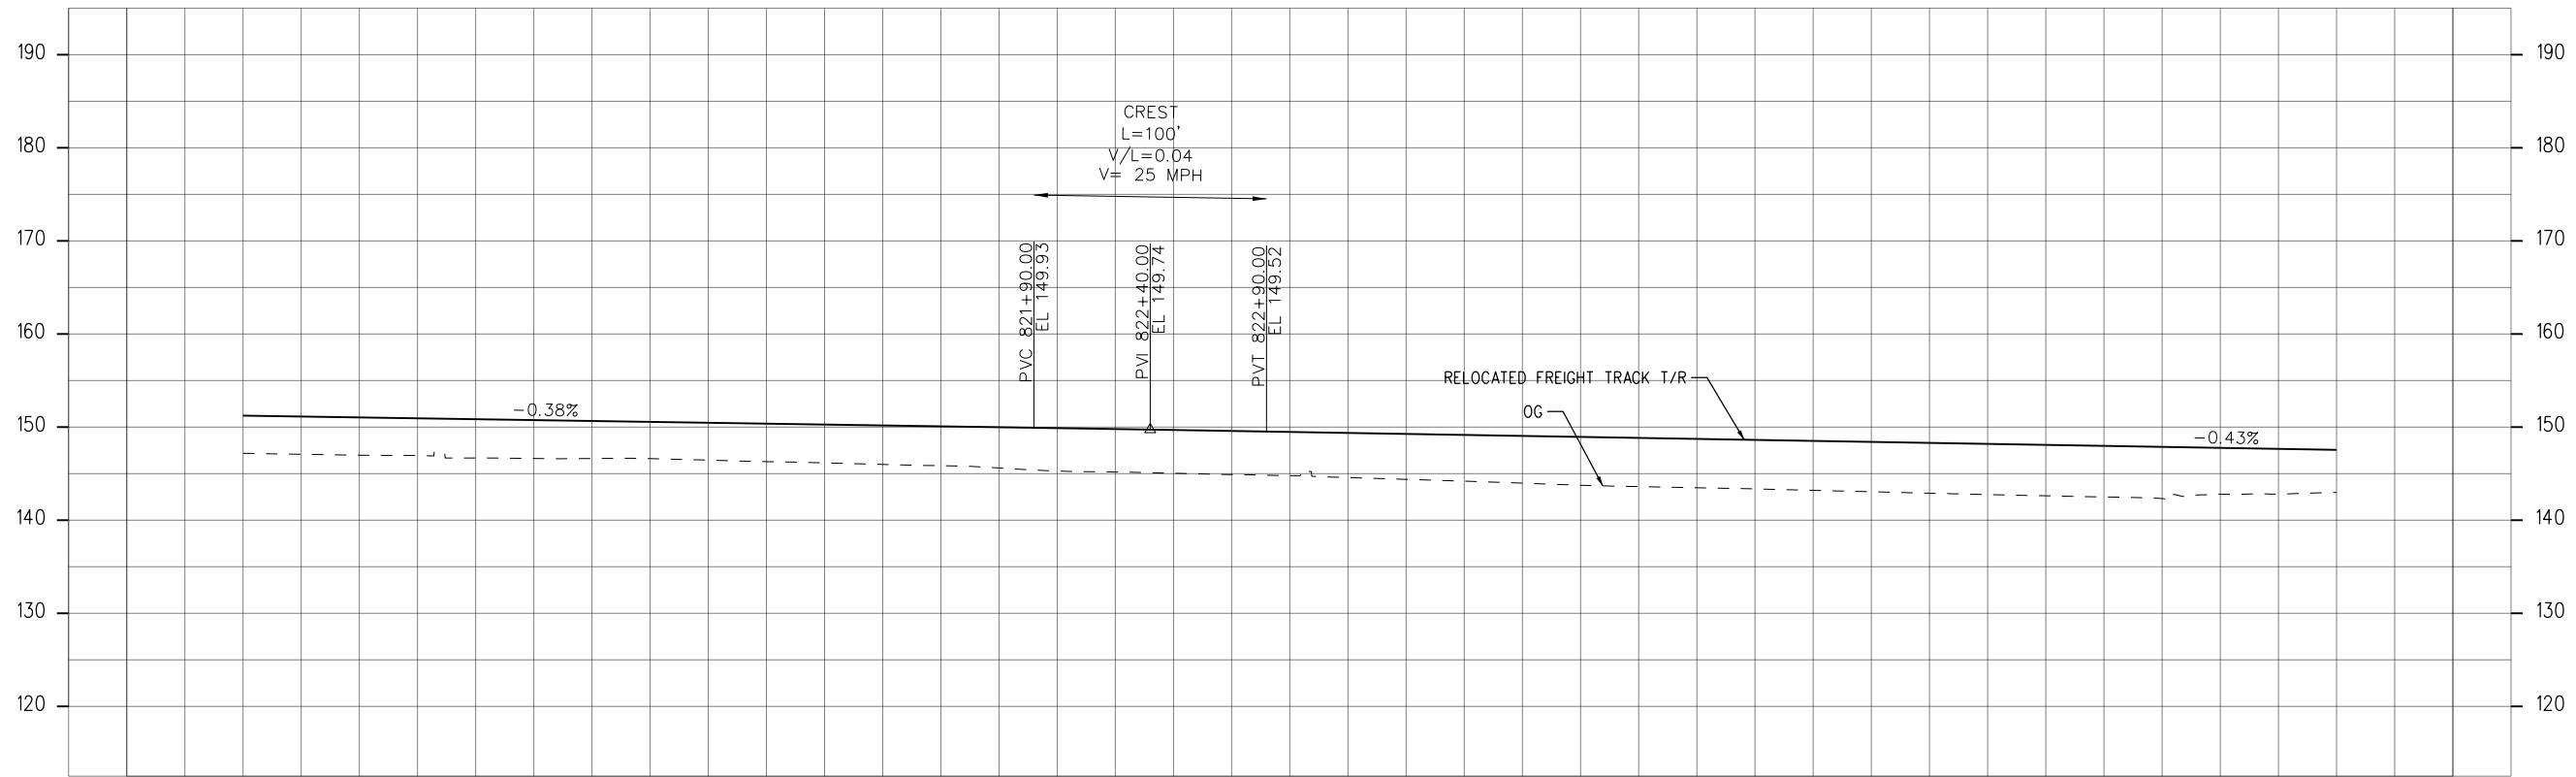 190
190
CREST
L=100'
180
180
V/L=0.04
V= 25 MPH
170
170
PVC 821+90.00
EL 149.93
PVI 822+40.00
EL 149.74
PVT 822+90.00
EL 149.52
160
160
RELOCATED FREIGHT TRACK T/R
-0.38%
OG
150
150
-0.43%
140
140
130
130
120
120